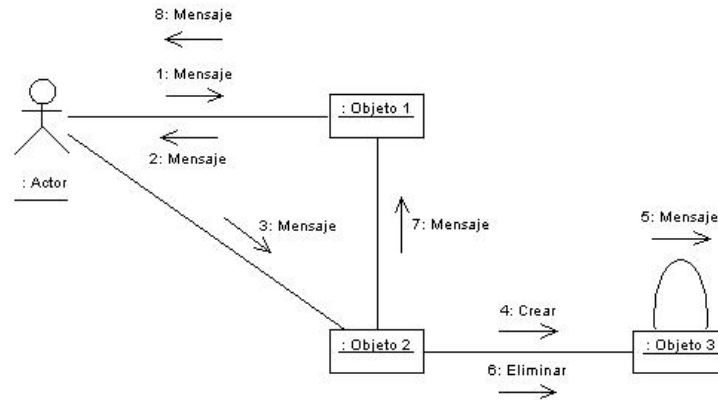 8: Mensaje
1: Mensaje
: Objeto 1
2: Mensaje
: Actor
3: Mensaje
7: Mensaje
5: Mensaje
4: Crear
: Objeto 2
: Objeto 3
6: Eliminar